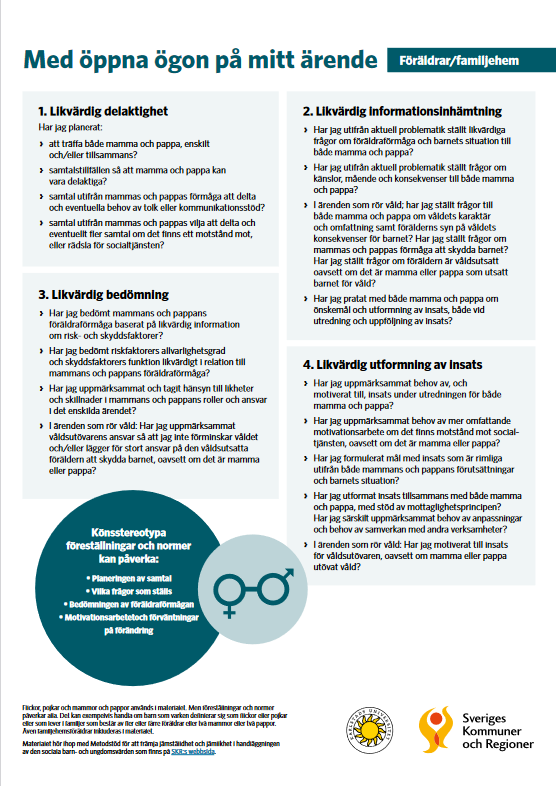 Med öppna ögon på mitt ärende
Föräldrar/familjehem
1. Likvärdig delaktighet
Har jag planerat:
› att träffa både mamma och pappa, enskilt
och/eller tillsammans?
› samtalstillfällen så att mamma och pappa kan
vara delaktiga?
› samtal utifrån mammas och pappas förmåga att delta
och eventuella behov av tolk eller kommunikationsstöd?
› samtal utifrån mammas och pappas vilja att delta och
eventuellt fler samtal om det finns ett motstånd mot,
eller rädsla för socialtjänsten?
2. Likvärdig informationsinhämtning
› Har jag utifrån aktuell problematik ställt likvärdiga
frågor om föräldraförmåga och barnets situation till
både mamma och pappa?
› Har jag utifrån aktuell problematik ställt frågor om
känslor, mående och konsekvenser till både mamma
och pappa?
› I ärenden som rör våld; har jag ställt frågor till
både mamma och pappa om våldets karaktär
och omfattning samt förälderns syn på våldets
konsekvenser för barnet? Har jag ställt frågor om
mammas och pappas förmåga att skydda barnet?
Har jag ställt frågor om föräldern är våldsutsatt
oavsett om det är mamma eller pappa som utsatt
barnet för våld?
› Har jag pratat med både mamma och pappa om
önskemål och utformning av insats, både vid
utredning och uppföljning av insats?
3. Likvärdig bedömning
› Har jag bedömt mammans och pappans
föräldraförmåga baserat på likvärdig information
om risk- och skyddsfaktorer?
› Har jag bedömt riskfaktorers allvarlighetsgrad
och skyddsfaktorers funktion likvärdigt i relation till
mammans och pappans föräldraförmåga?
› Har jag uppmärksammat och tagit hänsyn till likheter
och skillnader i mammans och pappans roll och ansvar
i det enskilda ärendet?
› I ärenden som rör våld: Har jag uppmärksammat
våldsutövarens ansvar så att jag inte förminskar våldet
och/eller lägger för stort ansvar på den våldsutsatta
föräldern att skydda barnet, oavsett om det är mamma
eller pappa?
4. Likvärdig utformning av insats
› Har jag uppmärksammat behov av, och
motiverat till, insats under utredningen för både
mamma och pappa?
› Har jag uppmärksammat behov av mer omfattande
motivationsarbete om det finns motstånd mot social-
tjänsten, oavsett om det är mamma eller pappa?
› Har jag formulerat mål med insats som är rimliga
utifrån både mammans och pappans förutsättningar
och barnets situation?
› Har jag utformat insats tillsammans med både mamma
och pappa, med stöd av mottaglighetsprincipen?
Har jag särskilt uppmärksammat behov av anpassningar
och behov av samverkan med andra verksamheter?
› I ärenden som rör våld: Har jag motiverat till insats
för våldsutövaren, oavsett om mamma eller pappa
utövat våld?
Könsstereotypa
föreställningar och normer
kan påverka:
• Planeringen av samtal
• Vilka frågor som ställs
• Bedömningen av föräldraförmågan
• Motivationsarbetetoch förväntningar
på förändring
Flickor, pojkar och mammor och pappor används i materialet. Men föreställningar och normer
påverkar alla. Det kan exempelvis handla om barn som varken definierar sig som flickor eller pojkar
eller som lever i familjer som består av fler eller färre föräldrar eller två mammor eller två pappor.
Även familjehemsföräldrar inkluderas i materialet.
Materialet hör ihop med Metodstöd för att främja jämställdhet och jämlikhet i handläggningen
av den sociala barn- och ungdomsvården som finns på SKR:s webbsida.
KARLSTADS UNIVERSITET
Sveriges
Kommuner
och Regioner